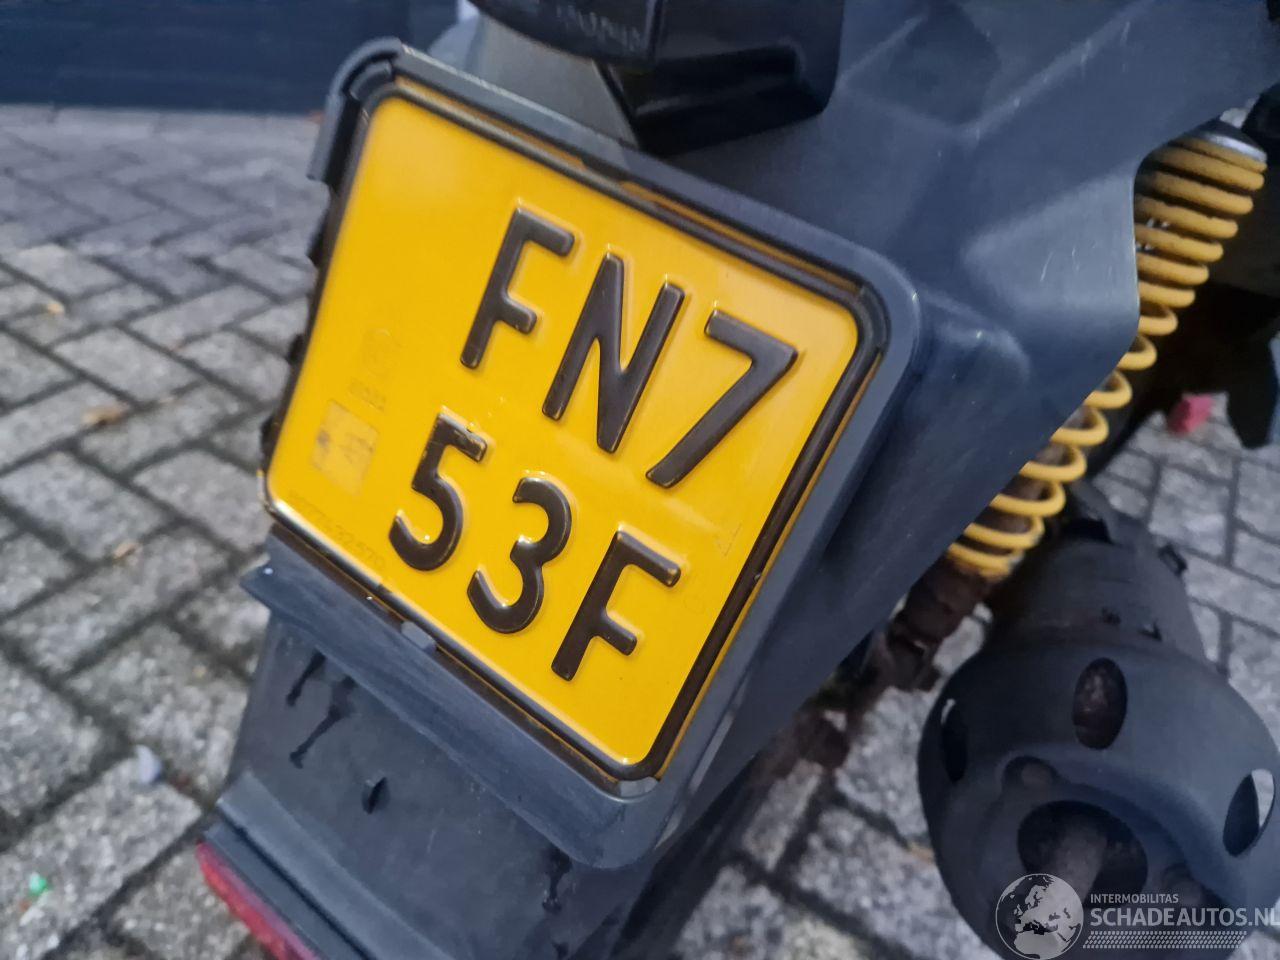 FN7
53F
INTERMOBILITAS
SCHADEAUTOS.NL